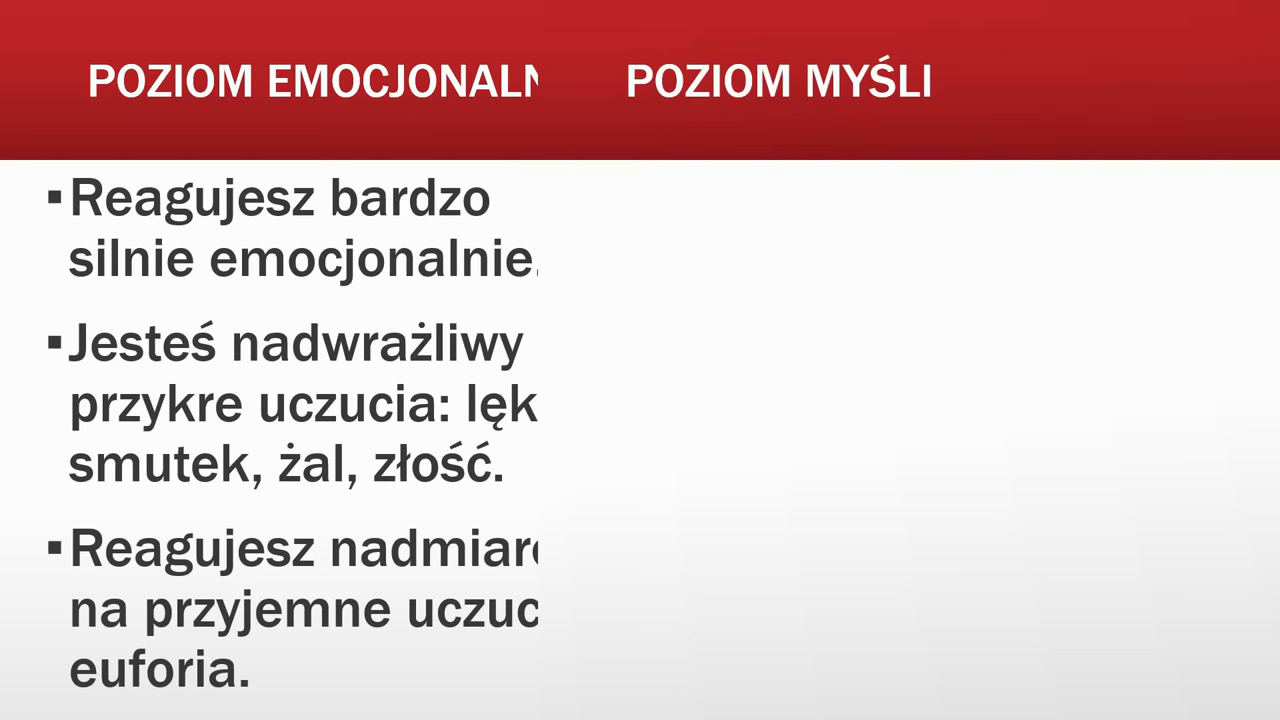 POZIOM EMOCJONALN
POZIOM MYŚLI
▪Reagujesz bardzo
silnie emocjonalnie.
▪Jesteś nadwrażliwy
przykre uczucia: lęk
smutek, żal, złość.
▪Reagujesz nadmiar
na przyjemne uczuc
euforia.